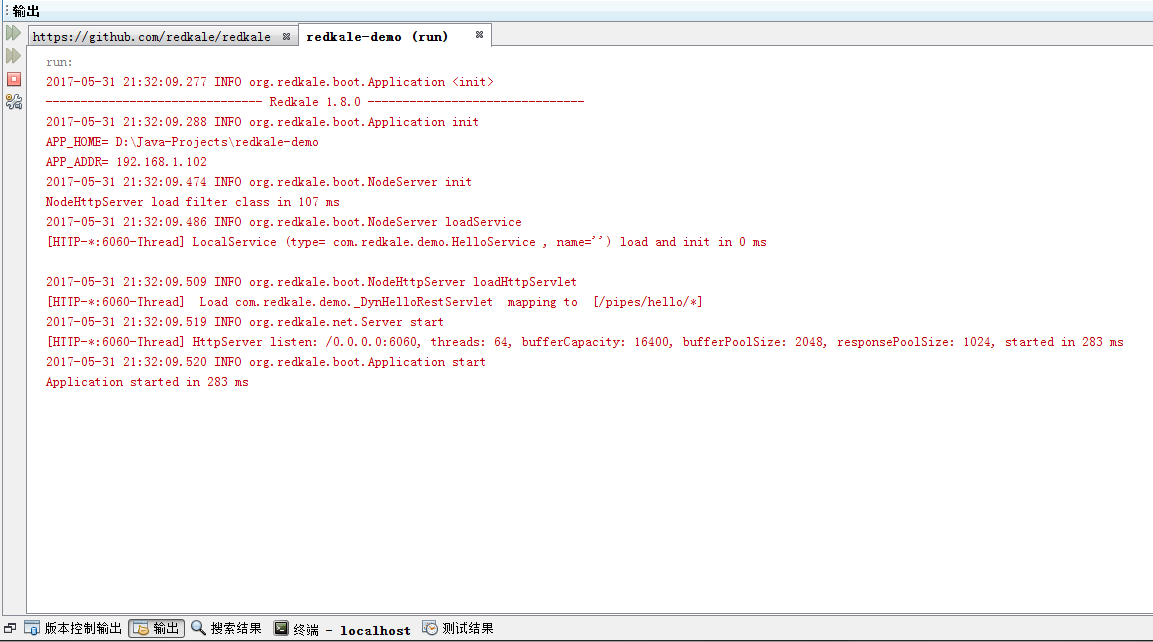 输出
https://github.com/redkale/redkale redkale-demo (run)
run:
2017-05-31 21:32:09.277 INFO org.redkale.boot.Application <init>
------------------------------- Redkale 1.8.0 -------------------------------
2017-05-31 21:32:09.288 INFO org.redkale.boot.Application init
APP_HOME= D:\Java-Projects\redkale-demo
APP_ADDR= 192.168.1.102
2017-05-31 21:32:09.474 INFO org.redkale.boot.NodeServer init
NodeHttpServer load filter class in 107 ms
2017-05-31 21:32:09.486 INFO org.redkale.boot.NodeServer loadService
[HTTP-*:6060-Thread] LocalService (type= com.redkale.demo.HelloService , name='') load and init in 0 ms
2017-05-31 21:32:09.509 INFO org.redkale.boot.NodeHttpServer loadHttpServlet
[HTTP-*:6060-Thread]  Load com.redkale.demo._DynHelloRestServlet  mapping to  [/pipes/hello/*]
2017-05-31 21:32:09.519 INFO org.redkale.net.Server start
[HTTP-*:6060-Thread] HttpServer listen: /0.0.0.0:6060, threads: 64, bufferCapacity: 16400, bufferPoolSize: 2048, responsePoolSize: 1024, started in 283 ms
2017-05-31 21:32:09.520 INFO org.redkale.boot.Application start
Application started in 283 ms
版本控制输出 输出 搜索结果 终端 - localhost 测试结果